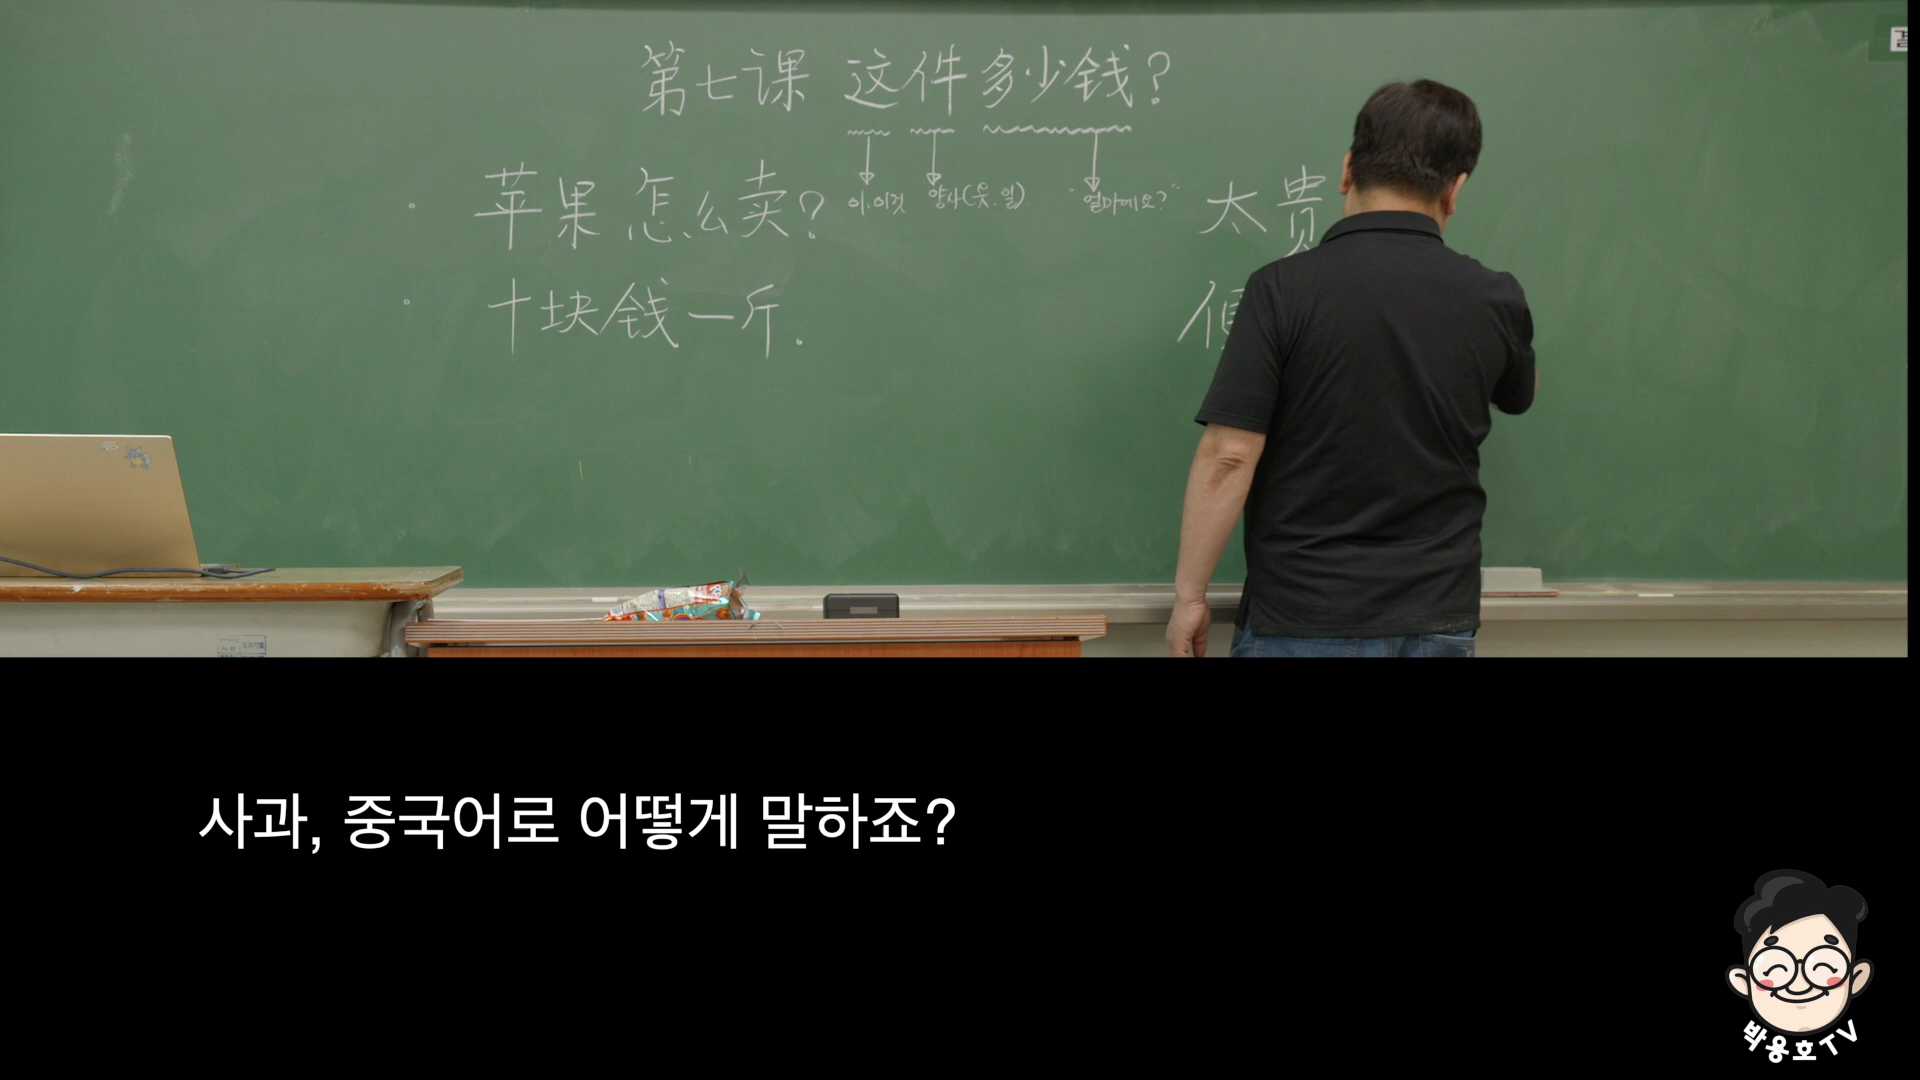 第七课 这件多少钱?
이.이것 양사(옷.일) "얼마예요?"
· 苹果怎么卖?
· 十块钱一斤.
太贵
사과, 중국어로 어떻게 말하죠?
박용호TV